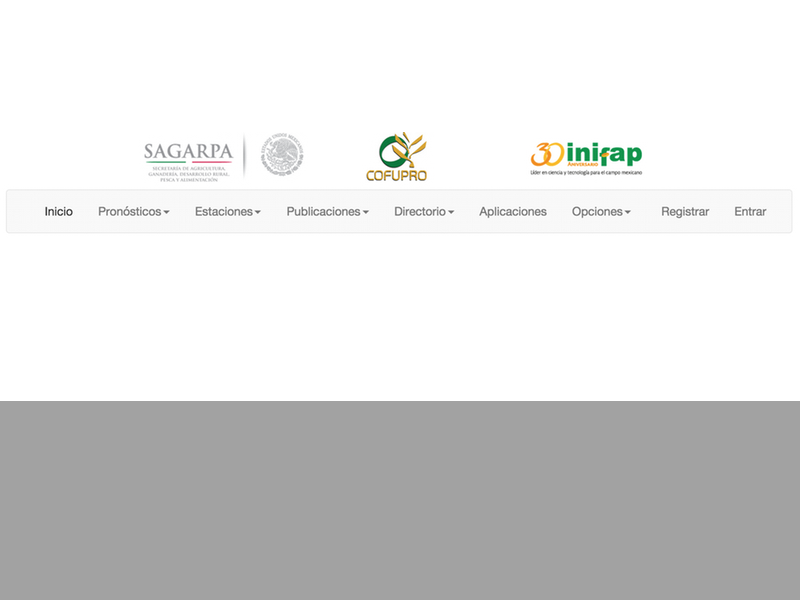 SAGARPA
SECRETARÍA DE AGRICULTURA,
GANADERÍA, DESARROLLO RURAL,
PESCA Y ALIMENTACIÓN
COFUPRO
30 inifap
ANIVERSARIO
Líder en ciencia y tecnología para el campo mexicano
Inicio Pronósticos Estaciones Publicaciones Directorio Aplicaciones Opciones Registrar Entrar